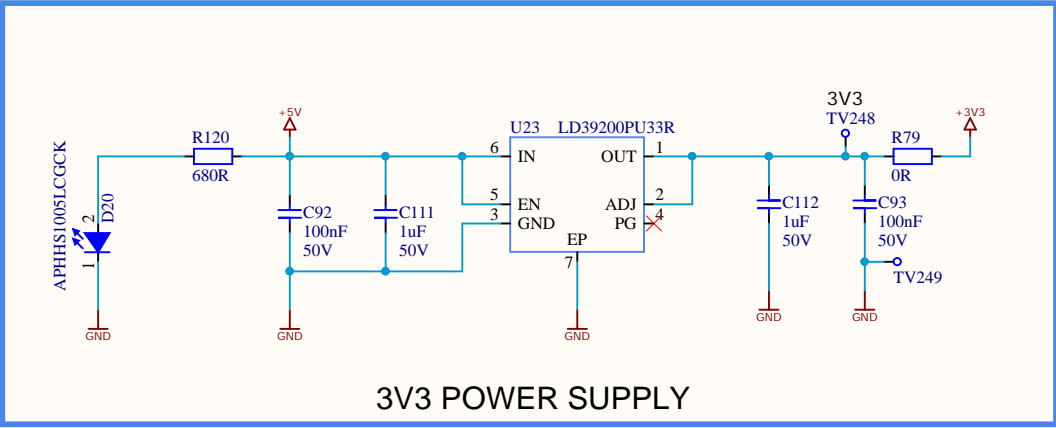 3V3
+5V
TV248
+3V3
U23 LD39200PU33R
R120
R79
6 IN OUT 1
680R
0R
APHHS1005LCGCK
D20
2
1
5 EN ADJ 2
3 GND PG 4
EP
7
C92
100nF
50V
C111
1uF
50V
C112
1uF
50V
C93
100nF
50V
TV249
GND
GND
GND
GND
GND
3V3 POWER SUPPLY